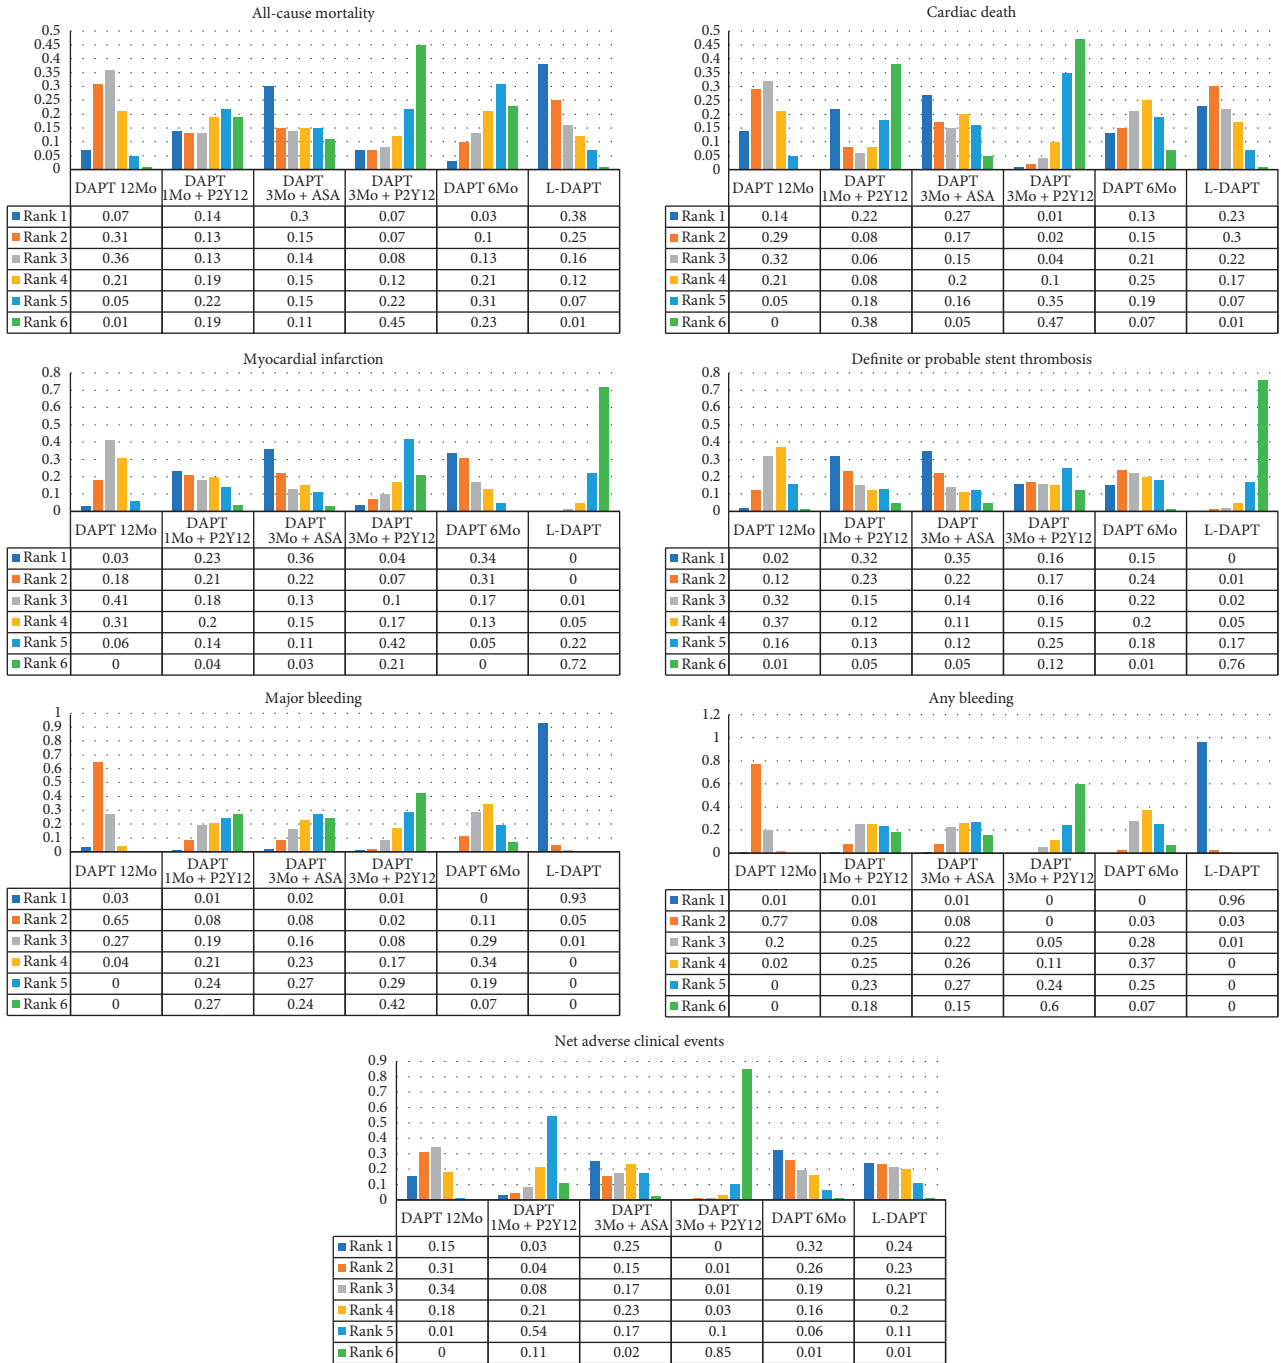 All-cause mortality
0.5
0.45
0.4
0.35
0.3
0.25
0.2
0.15
0.1
0.05
DAPT 12Mo DAPT 1Mo + P2Y12 DAPT 3Mo + ASA DAPT 3Mo + P2Y12 DAPT 6Mo L-DAPT
Rank 1 0.07 0.14 0.3 0.07 0.03 0.38
Rank 2 0.31 0.13 0.15 0.07 0.1 0.25
Rank 3 0.36 0.13 0.14 0.08 0.13 0.16
Rank 4 0.21 0.19 0.15 0.12 0.21 0.12
Rank 5 0.05 0.22 0.15 0.22 0.31 0.07
Rank 6 0.01 0.19 0.11 0.45 0.23 0.01
Cardiac death
0.5
0.45
0.4
0.35
0.3
0.25
0.2
0.15
0.1
0.05
DAPT 12Mo DAPT 1Mo + P2Y12 DAPT 3Mo + ASA DAPT 3Mo + P2Y12 DAPT 6Mo L-DAPT
Rank 1 0.14 0.22 0.27 0.01 0.13 0.23
Rank 2 0.29 0.08 0.17 0.02 0.15 0.3
Rank 3 0.32 0.06 0.15 0.04 0.21 0.22
Rank 4 0.21 0.08 0.2 0.1 0.25 0.17
Rank 5 0.05 0.18 0.16 0.35 0.19 0.07
Rank 6 0 0.38 0.05 0.47 0.07 0.01
Myocardial infarction
0.8
0.7
0.6
0.5
0.4
0.3
0.2
0.1
0
DAPT 12Mo DAPT 1Mo + P2Y12 DAPT 3Mo + ASA DAPT 3Mo + P2Y12 DAPT 6Mo L-DAPT
Rank 1 0.03 0.23 0.36 0.04 0.34 0
Rank 2 0.18 0.21 0.22 0.07 0.31 0
Rank 3 0.41 0.18 0.13 0.1 0.17 0.01
Rank 4 0.31 0.2 0.15 0.17 0.13 0.05
Rank 5 0.06 0.14 0.11 0.42 0.05 0.22
Rank 6 0 0.04 0.03 0.21 0 0.72
Definite or probable stent thrombosis
0.8
0.7
0.6
0.5
0.4
0.3
0.2
0.1
0
DAPT 12Mo DAPT 1Mo + P2Y12 DAPT 3Mo + ASA DAPT 3Mo + P2Y12 DAPT 6Mo L-DAPT
Rank 1 0.02 0.32 0.35 0.16 0.15 0
Rank 2 0.12 0.23 0.22 0.17 0.24 0.01
Rank 3 0.32 0.15 0.14 0.16 0.22 0.02
Rank 4 0.37 0.12 0.11 0.15 0.2 0.05
Rank 5 0.16 0.13 0.12 0.25 0.18 0.17
Rank 6 0.01 0.05 0.05 0.12 0.01 0.76
Major bleeding
1
0.9
0.8
0.7
0.6
0.5
0.4
0.3
0.2
0.1
0
DAPT 12Mo DAPT 1Mo + P2Y12 DAPT 3Mo + ASA DAPT 3Mo + P2Y12 DAPT 6Mo L-DAPT
Rank 1 0.03 0.01 0.02 0.01 0 0.93
Rank 2 0.65 0.08 0.08 0.02 0.11 0.05
Rank 3 0.27 0.19 0.16 0.08 0.29 0.01
Rank 4 0.04 0.21 0.23 0.17 0.34 0
Rank 5 0 0.24 0.27 0.29 0.19 0
Rank 6 0 0.27 0.24 0.42 0.07 0
Any bleeding
1.2
1
0.8
0.6
0.4
0.2
0
DAPT 12Mo DAPT 1Mo + P2Y12 DAPT 3Mo + ASA DAPT 3Mo + P2Y12 DAPT 6Mo L-DAPT
Rank 1 0.01 0.01 0.01 0 0 0.96
Rank 2 0.77 0.08 0.08 0 0.03 0.03
Rank 3 0.2 0.25 0.22 0.05 0.28 0.01
Rank 4 0.02 0.25 0.26 0.11 0.37 0
Rank 5 0 0.23 0.27 0.24 0.25 0
Rank 6 0 0.18 0.15 0.6 0.07 0
Net adverse clinical events
0.9
0.8
0.7
0.6
0.5
0.4
0.3
0.2
0.1
0
DAPT 12Mo DAPT 1Mo + P2Y12 DAPT 3Mo + ASA DAPT 3Mo + P2Y12 DAPT 6Mo L-DAPT
Rank 1 0.15 0.03 0.25 0 0.32 0.24
Rank 2 0.31 0.04 0.15 0.01 0.26 0.23
Rank 3 0.34 0.08 0.17 0.01 0.19 0.21
Rank 4 0.18 0.21 0.23 0.03 0.16 0.2
Rank 5 0.01 0.54 0.17 0.1 0.06 0.11
Rank 6 0 0.11 0.02 0.85 0.01 0.01